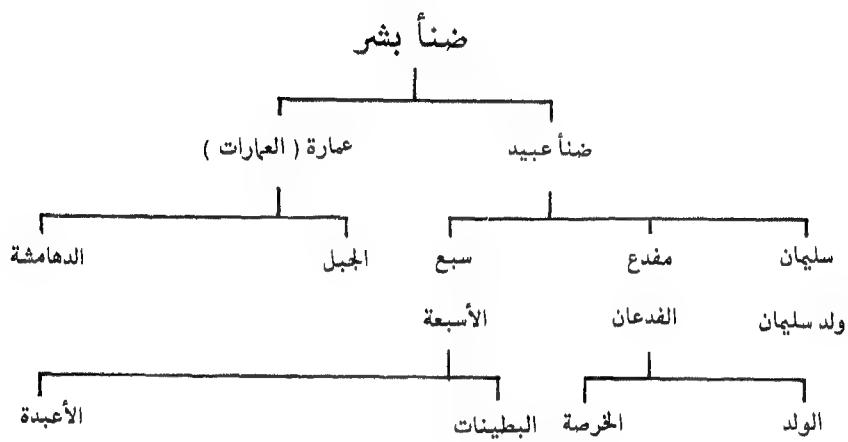 ضنأ بشر
ضنأ عبيد
عمارة ( العمارات )
سليمان
مفدع
سبع
الجبل
الدهامشة
ولد سليمان
الفدعان
الأسبعة
الولد
الخرصة
البطينات
الأعبدة